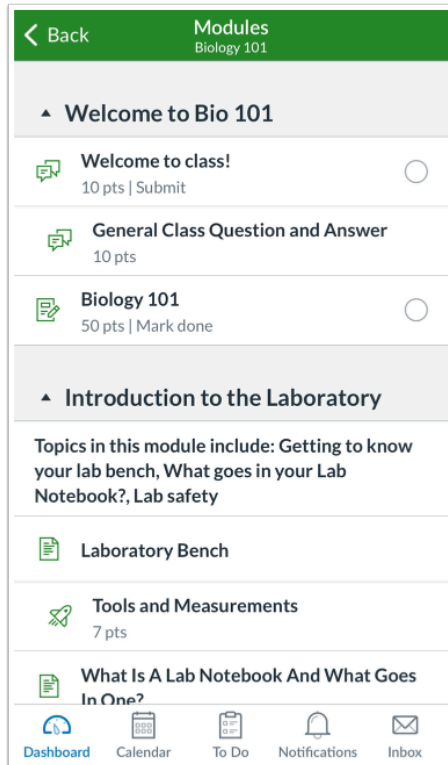 Back
Modules
Biology 101
Welcome to Bio 101
Welcome to class!
10 pts | Submit
General Class Question and Answer
10 pts
Biology 101
50 pts | Mark done
Introduction to the Laboratory
Topics in this module include: Getting to know
your lab bench, What goes in your Lab
Notebook?, Lab safety
Laboratory Bench
Tools and Measurements
7 pts
What Is A Lab Notebook And What Goes
In One?
Dashboard
Calendar
To Do
Notifications
Inbox